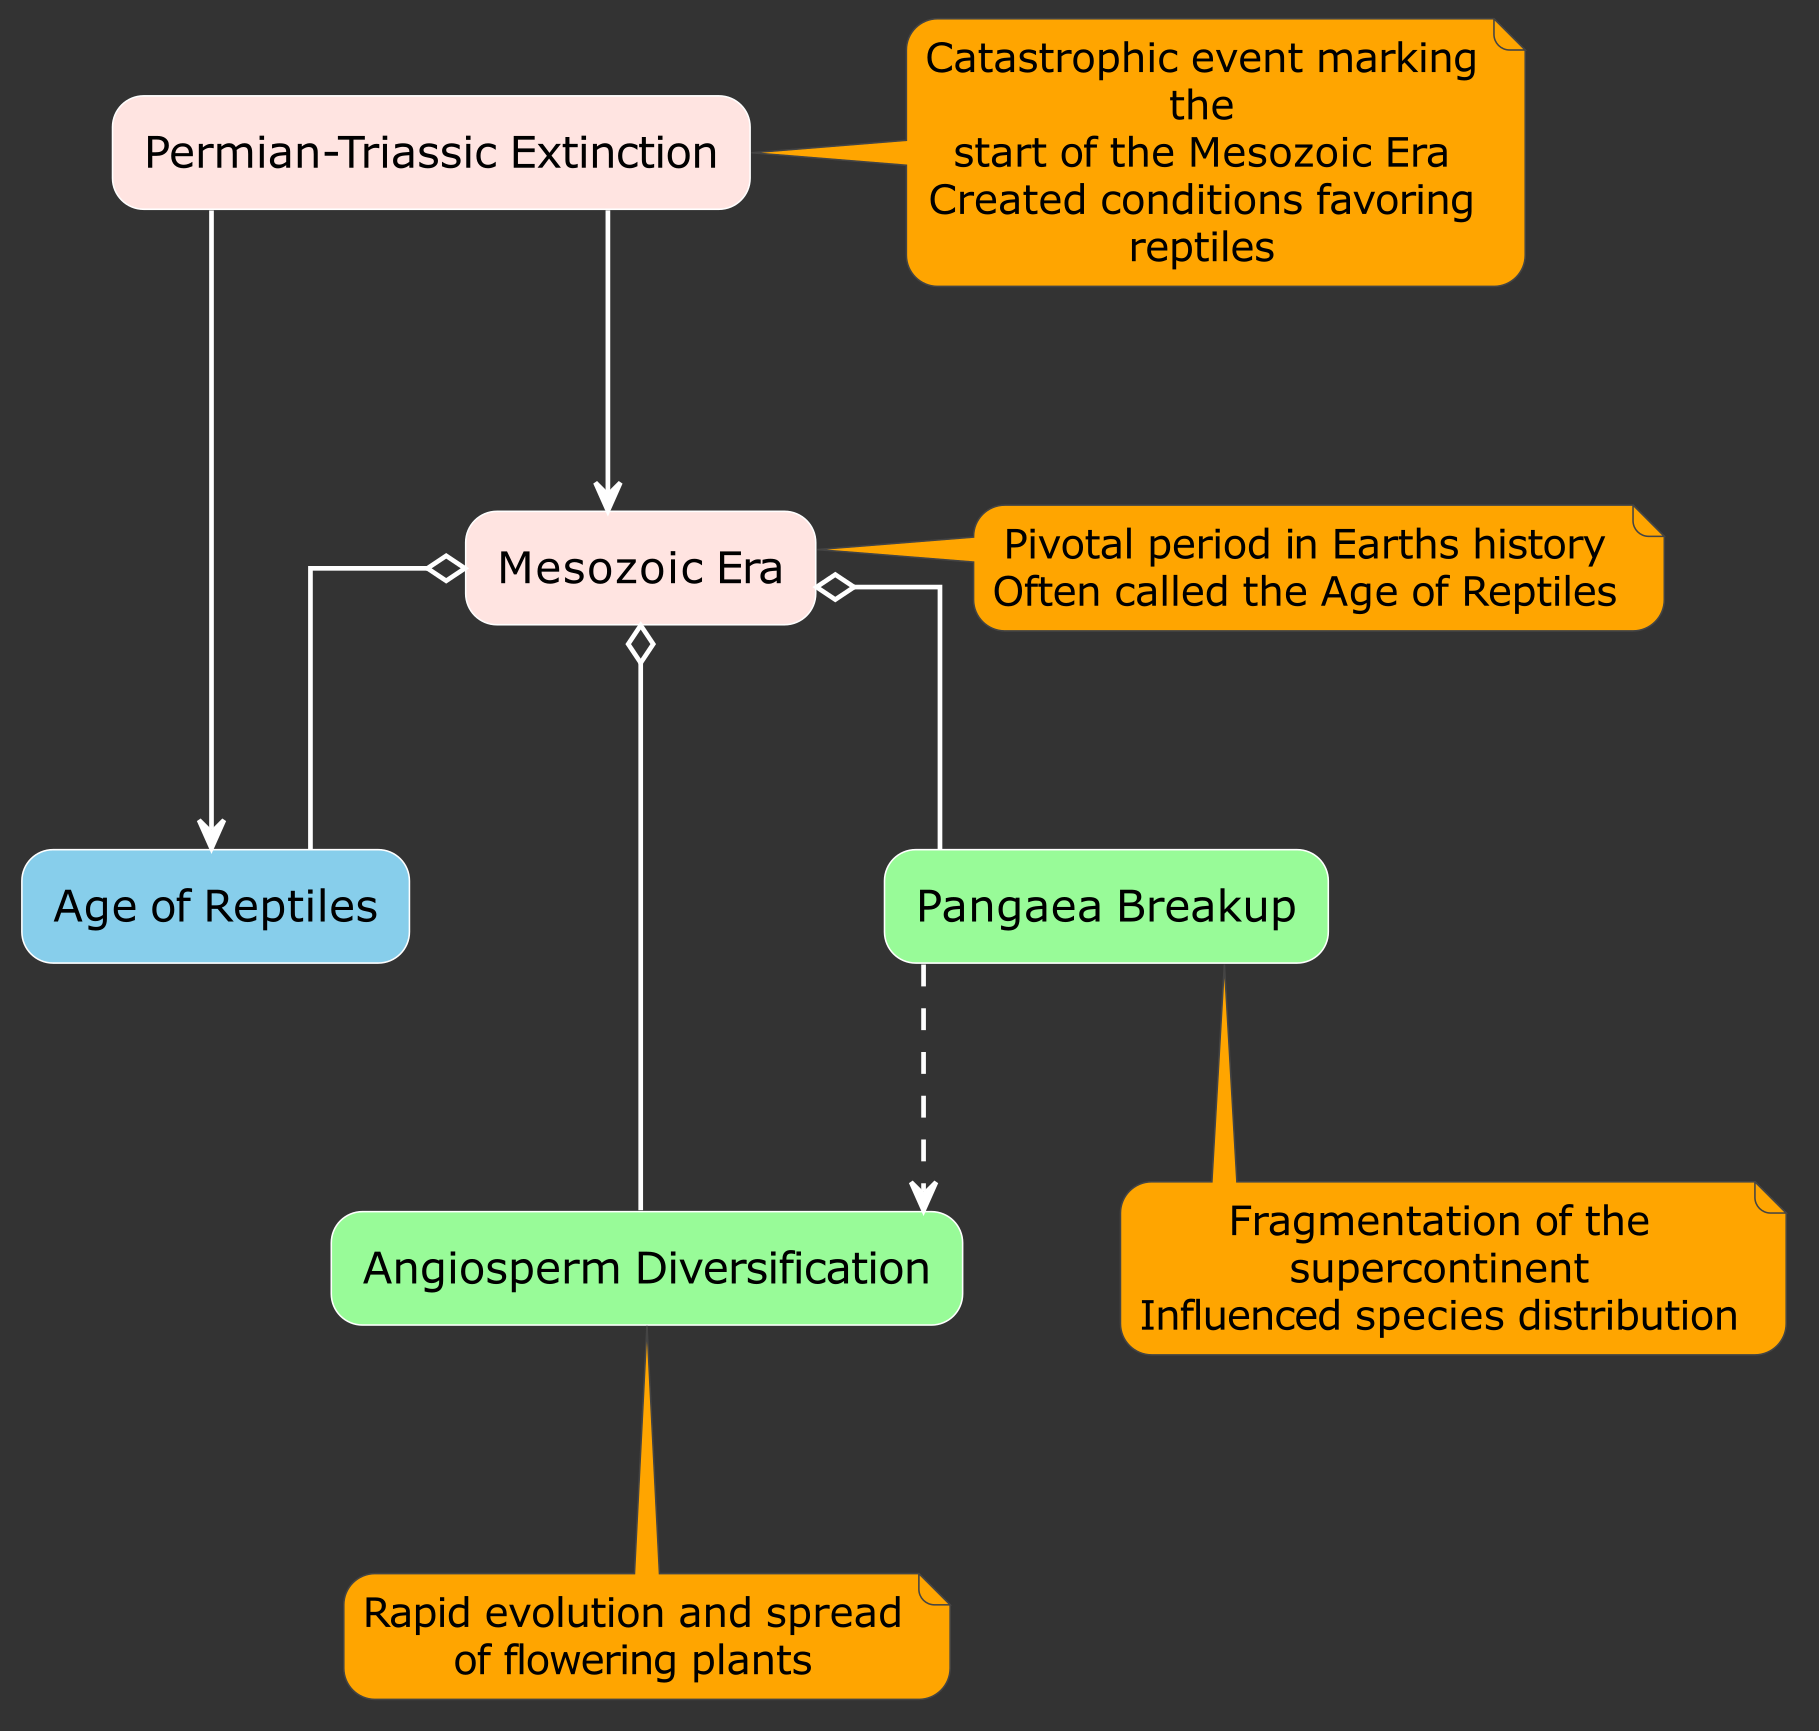 Catastrophic event marking
the
start of the Mesozoic Era
Created conditions favoring
reptiles
Permian-Triassic Extinction
Mesozoic Era
Pivotal period in Earths history
Often called the Age of Reptiles
Age of Reptiles
Pangaea Breakup
Angiosperm Diversification
Fragmentation of the
supercontinent
Influenced species distribution
Rapid evolution and spread
of flowering plants